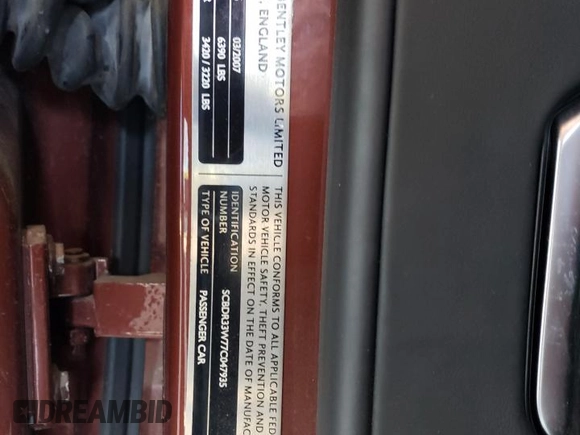 BENTLEY MOTORS LIMITED
, ENGLAND
03/2007
6390 LBS
3420 / 3220 LBS
THIS VEHICLE CONFORMS TO ALL APPLICABLE FED
MOTOR VEHICLE SAFETY, THEFT PREVENTION AND
STANDARDS IN EFFECT ON THE DATE OF MANUFAC
IDENTIFICATION
NUMBER
SCBDR33W77C047935
TYPE OF VEHICLE
PASSENGER CAR
DREAMBID